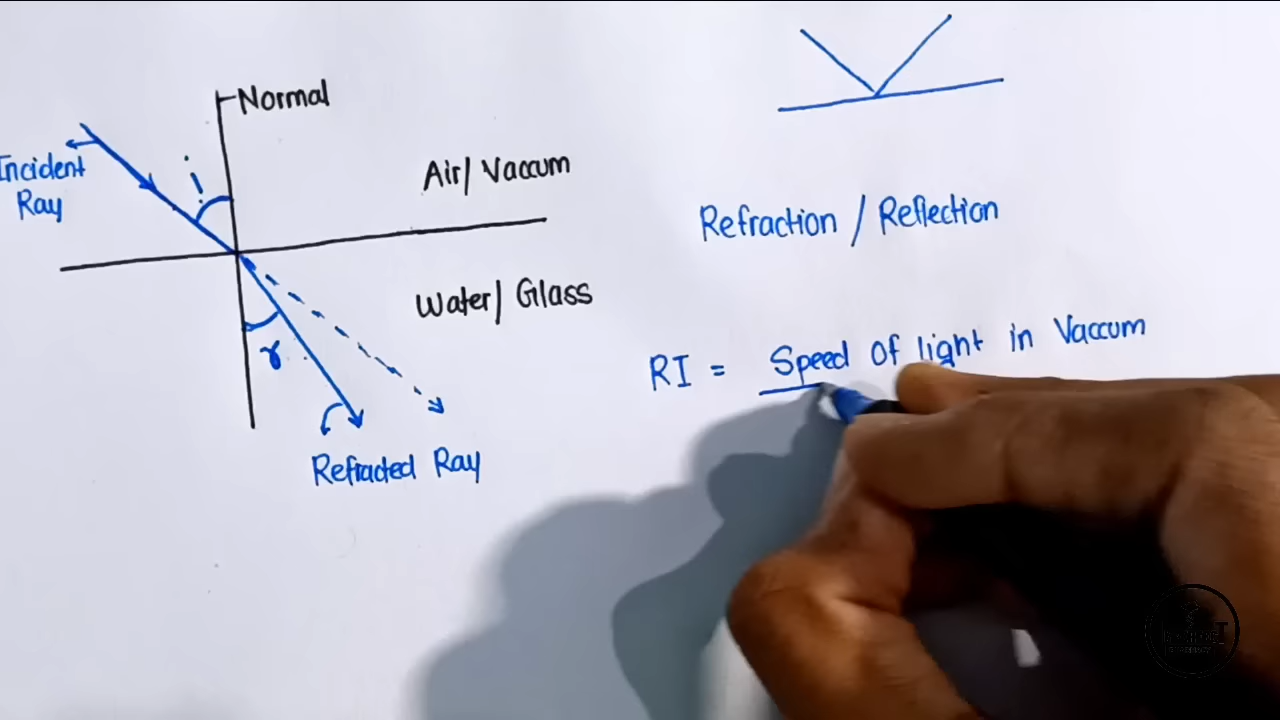 Normal
Incident
Ray
i
Air/ Vaccum
Water/ Glass
r
Refracted Ray
Refraction / Reflection
RI = Speed Of light in Vaccum